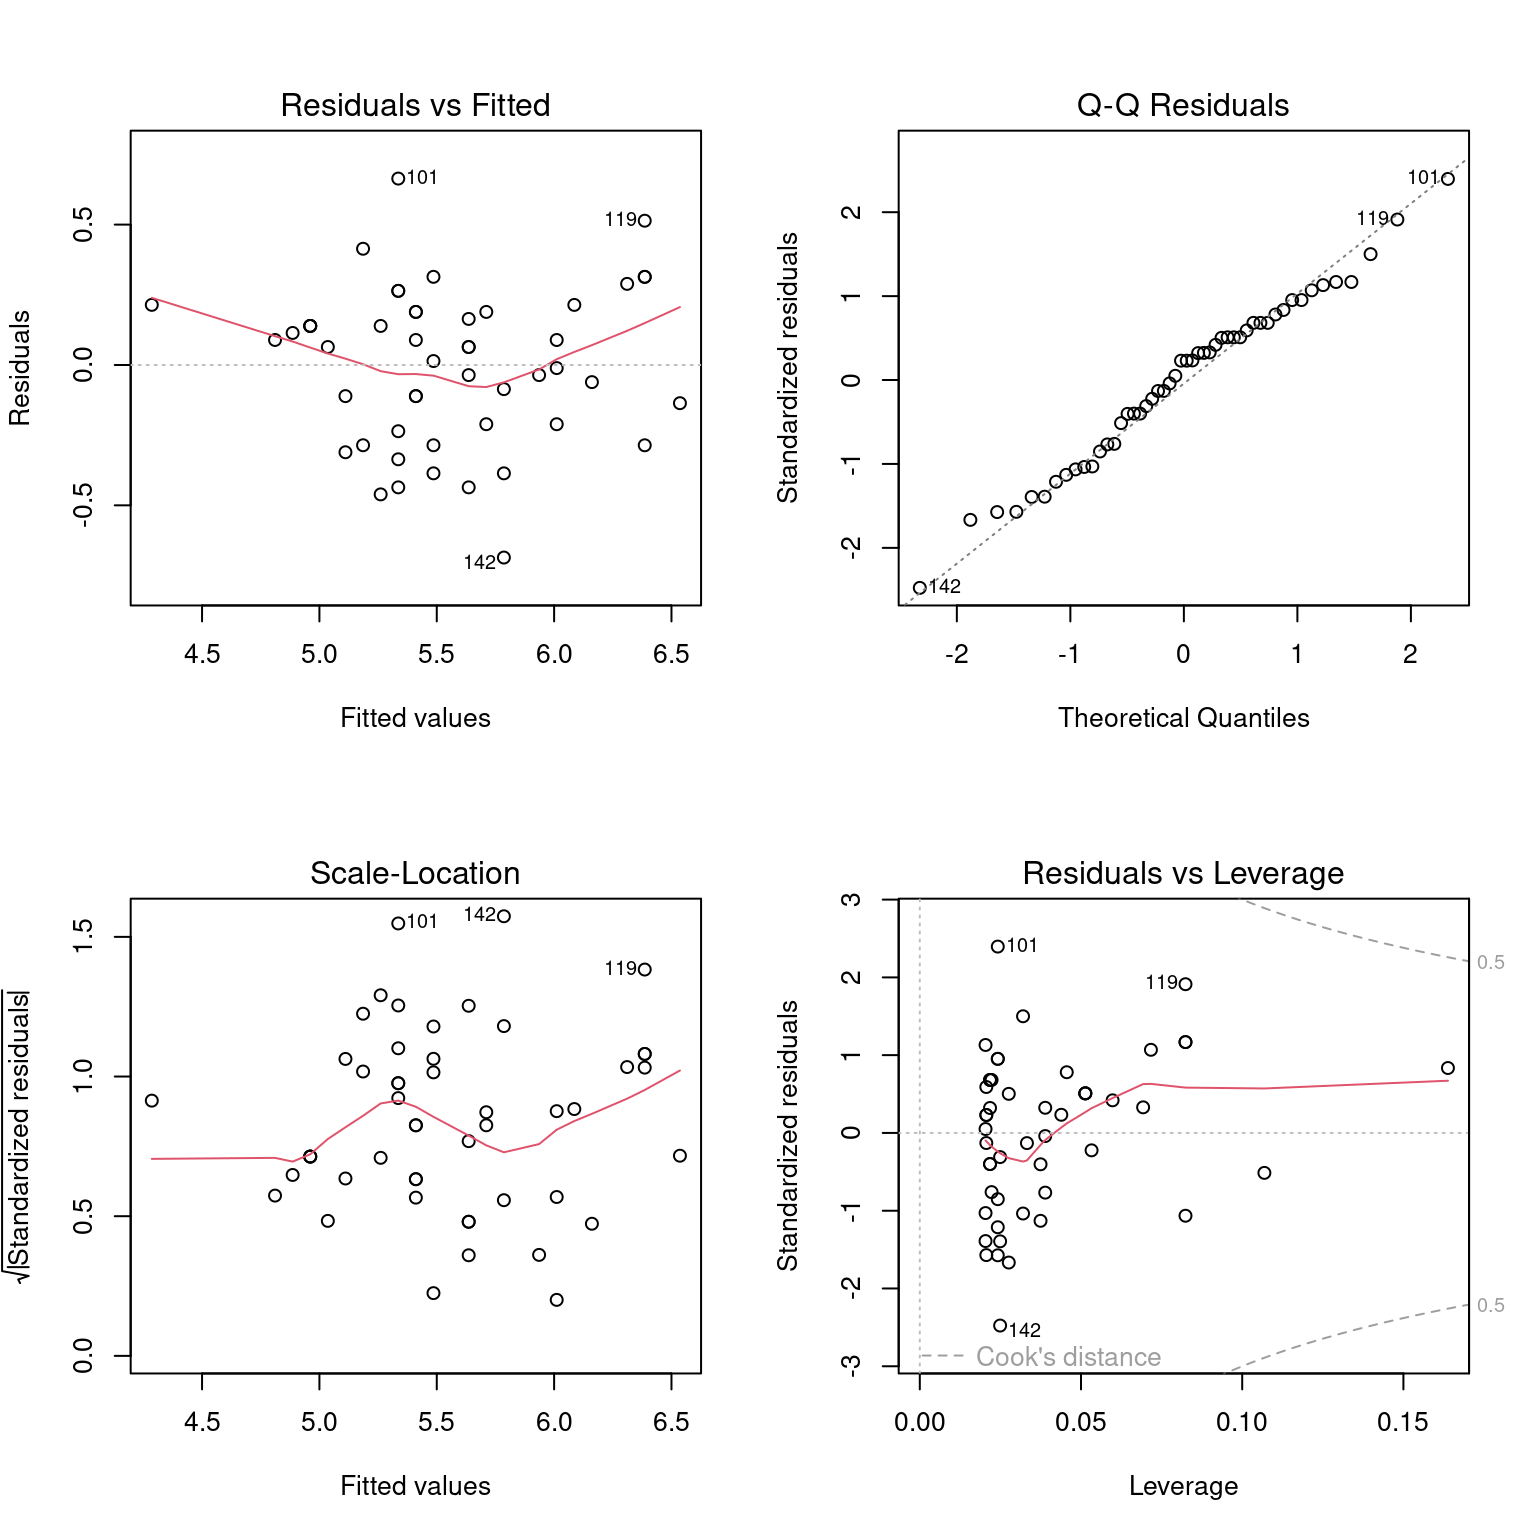 Residuals vs Fitted
Residuals
0.5
0.0
-0.5
101
119
142
4.5 5.0 5.5 6.0 6.5
Fitted values
Q-Q Residuals
Standardized residuals
2
1
0
-1
-2
101
119
142
-2 -1 0 1 2
Theoretical Quantiles
Scale-Location
√|Standardized residuals|
1.5
1.0
0.5
0.0
101
142
119
4.5 5.0 5.5 6.0 6.5
Fitted values
Residuals vs Leverage
Standardized residuals
3
2
1
0
-1
-2
-3
101
119
142
0.5
0.5
Cook's distance
0.00 0.05 0.10 0.15
Leverage